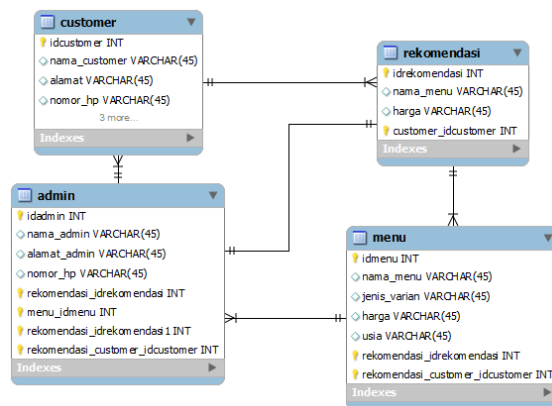 customer
idcustomer INT
nama_customer VARCHAR(45)
alamat VARCHAR(45)
nomor_hp VARCHAR(45)
3 more...
Indexes
rekomendasi
idrekomendasi INT
nama_menu VARCHAR(45)
harga VARCHAR(45)
customer_idcustomer INT
Indexes
admin
idadmin INT
nama_admin VARCHAR(45)
alamat_admin VARCHAR(45)
nomor_hp VARCHAR(45)
rekomendasi_idrekomendasi INT
menu_idmenu INT
rekomendasi_idrekomendasi1 INT
rekomendasi_customer_idcustomer INT
Indexes
menu
idmenu INT
nama_menu VARCHAR(45)
jenis_varian VARCHAR(45)
harga VARCHAR(45)
usia VARCHAR(45)
rekomendasi_idrekomendasi INT
rekomendasi_customer_idcustomer INT
Indexes